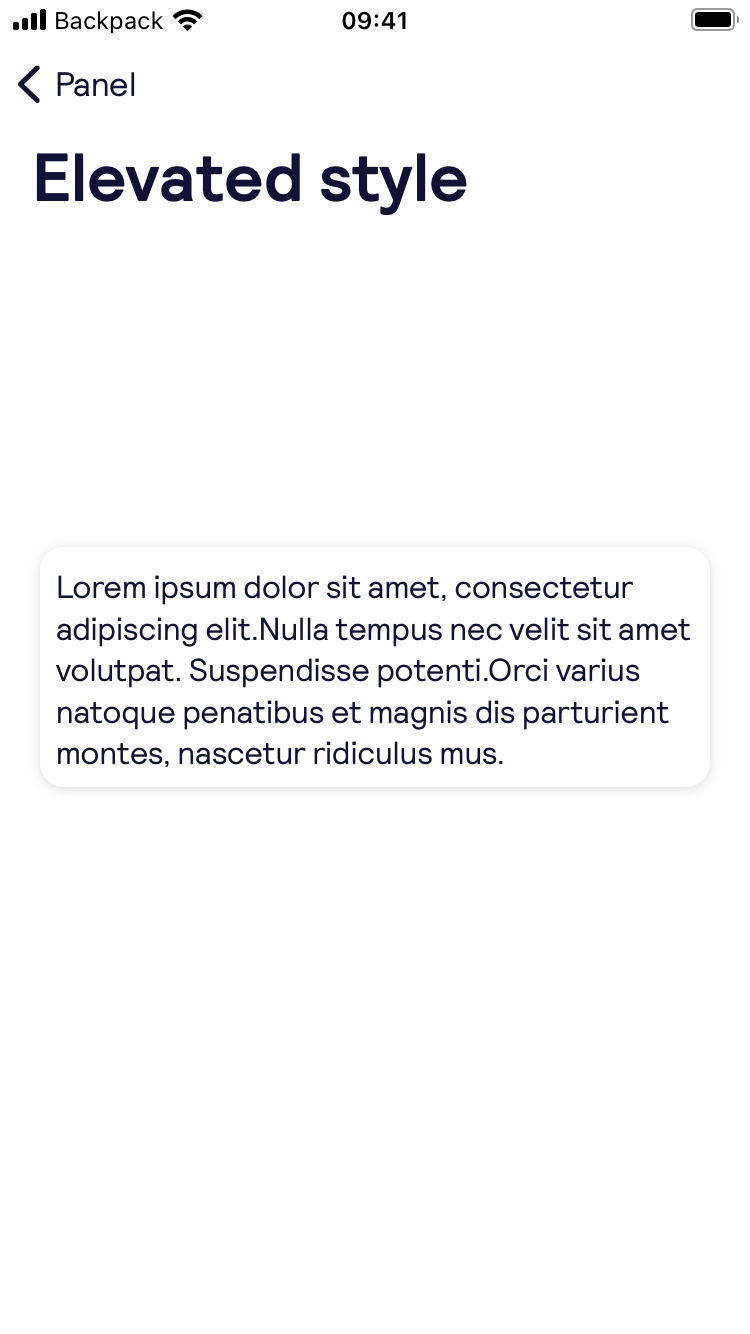 Backpack 09:41
Panel
Elevated style
Lorem ipsum dolor sit amet, consectetur
adipiscing elit.Nulla tempus nec velit sit amet
volutpat. Suspendisse potenti.Orci varius
natoque penatibus et magnis dis parturient
montes, nascetur ridiculus mus.